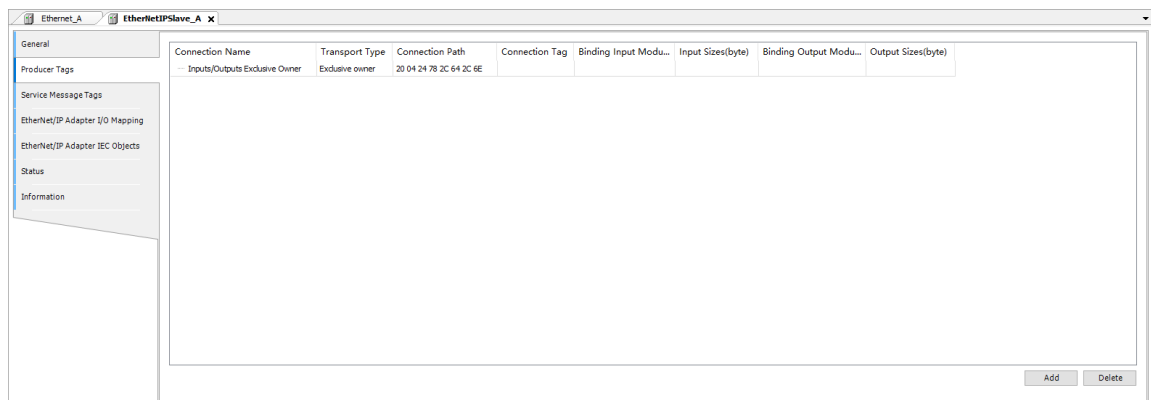 Ethernet_A EtherNetIPSlave_A x
General
Producer Tags
Service Message Tags
EtherNet/IP Adapter I/O Mapping
EtherNet/IP Adapter IEC Objects
Status
Information
Connection Name Transport Type Connection Path Connection Tag Binding Input Modu... Input Sizes(byte) Binding Output Modu... Output Sizes(byte)
Inputs/Outputs Exclusive Owner Exclusive owner 20 04 24 78 2C 64 2C 6E
Add Delete